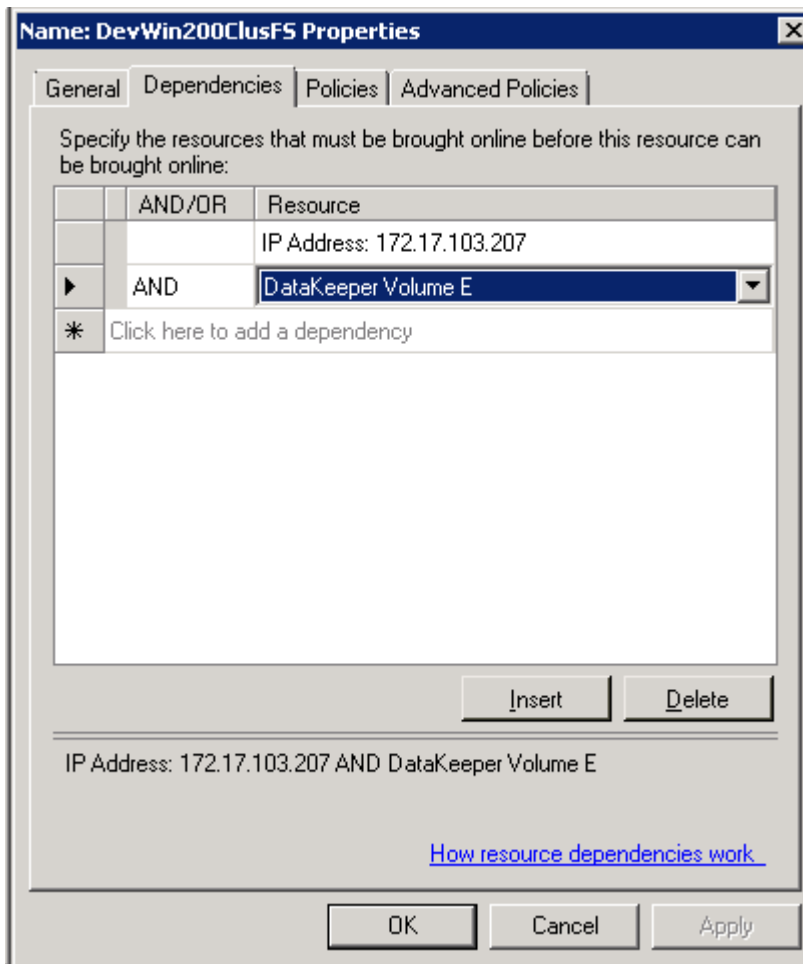 Name: DevWin200ClusFS Properties
General Dependencies Policies Advanced Policies
Specify the resources that must be brought online before this resource can
be brought online:
AND/OR Resource
IP Address: 172.17.103.207
AND DataKeeper Volume E
Click here to add a dependency
Insert Delete
IP Address: 172.17.103.207 AND DataKeeper Volume E
How resource dependencies work
OK Cancel Apply